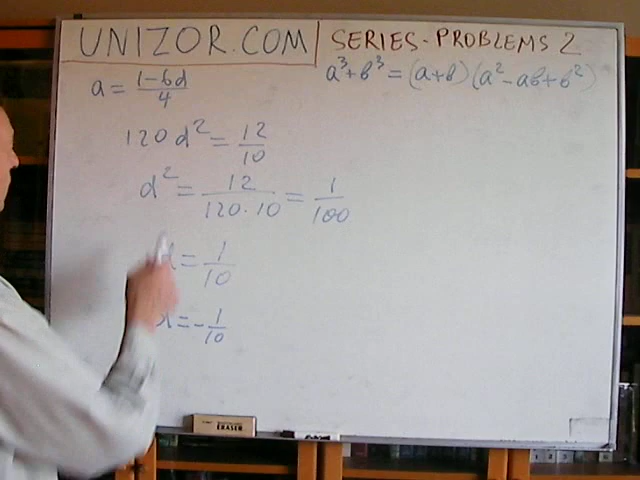 UNIZOR.COM | SERIES-PROBLEMS 2
a = (1-6d)/4
a³+b³=(a+b)(a²-ab+b²)
120d² = 12/10
d² = 12/(120·10) = 1/100
d = 1/10
d = -1/10
ERASER